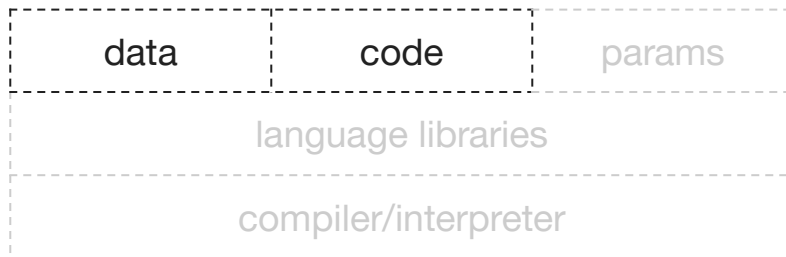 data code params
language libraries
compiler/interpreter